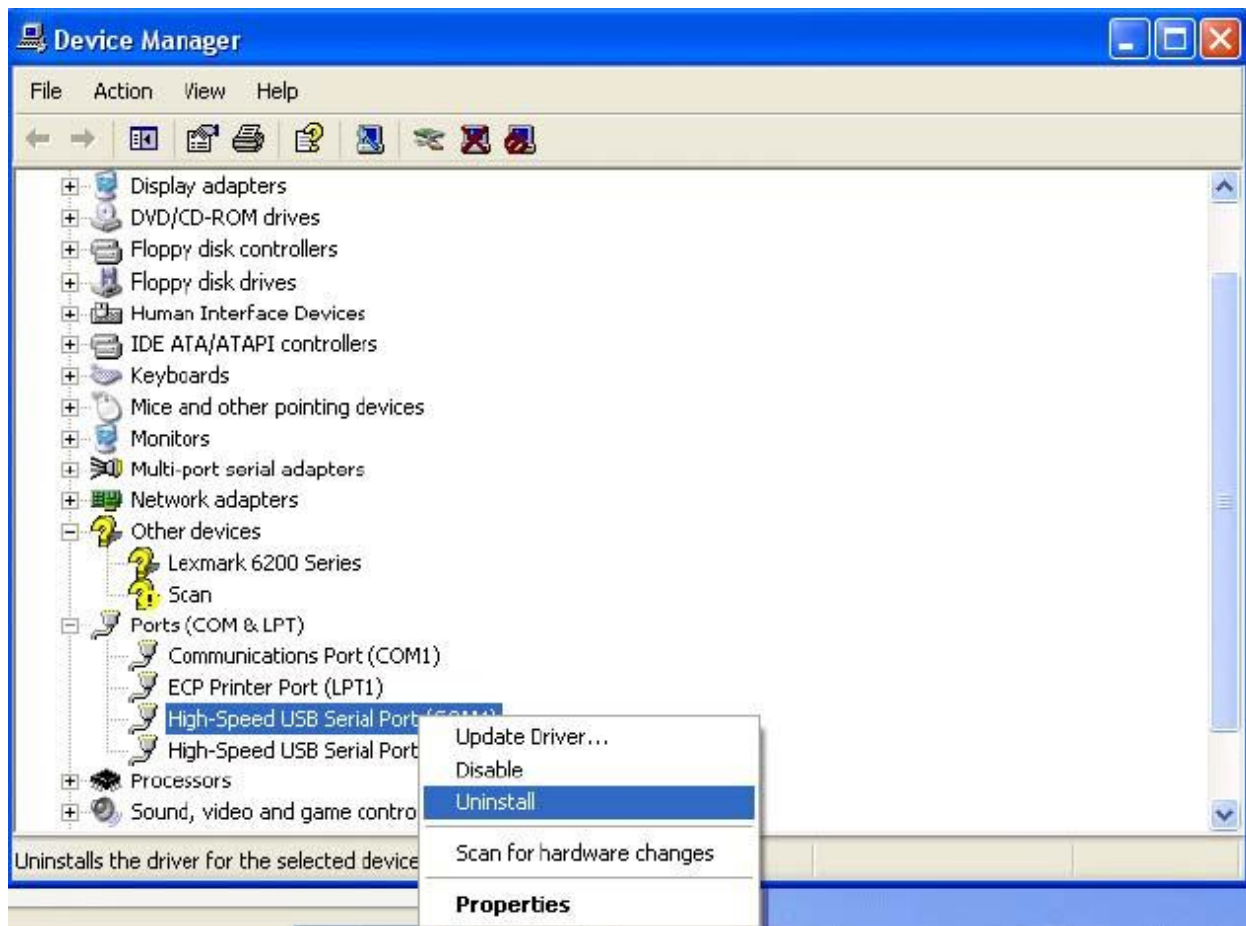 Device Manager
File Action View Help
Display adapters
DVD/CD-ROM drives
Floppy disk controllers
Floppy disk drives
Human Interface Devices
IDE ATA/ATAPI controllers
Keyboards
Mice and other pointing devices
Monitors
Multi-port serial adapters
Network adapters
Other devices
Lexmark 6200 Series
Scan
Ports (COM & LPT)
Communications Port (COM1)
ECP Printer Port (LPT1)
High-Speed USB Serial Port
High-Speed USB Serial Port
Processors
Sound, video and game contro
Uninstalls the driver for the selected device
Update Driver...
Disable
Uninstall
Scan for hardware changes
Properties